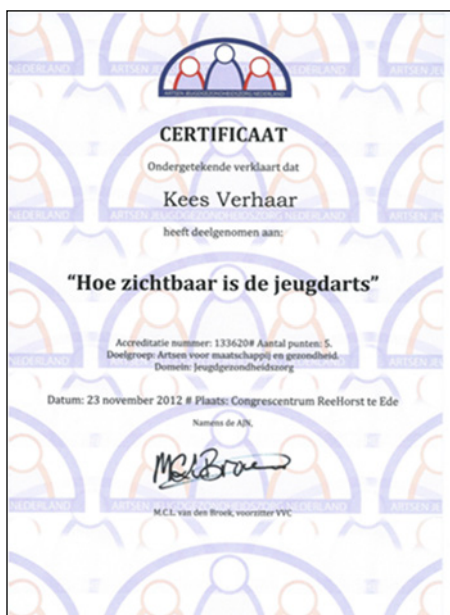 ARTSEN JEUGDGEZONDHEIDSZORG NEDERLAND
CERTIFICAAT
Ondergetekende verklaart dat
Kees Verhaar
heeft deelgenomen aan:
“Hoe zichtbaar is de jeugdarts”
Accreditatie nummer: 133620# Aantal punten: 5.
Doelgroep: Artsen voor maatschappij en gezondheid.
Domein: Jeugdgezondheidszorg
Datum: 23 november 2012 # Plaats: Congrescentrum ReeHorst te Ede
Namens de AJN,
M.C.L. van den Broek, voorzitter VVC